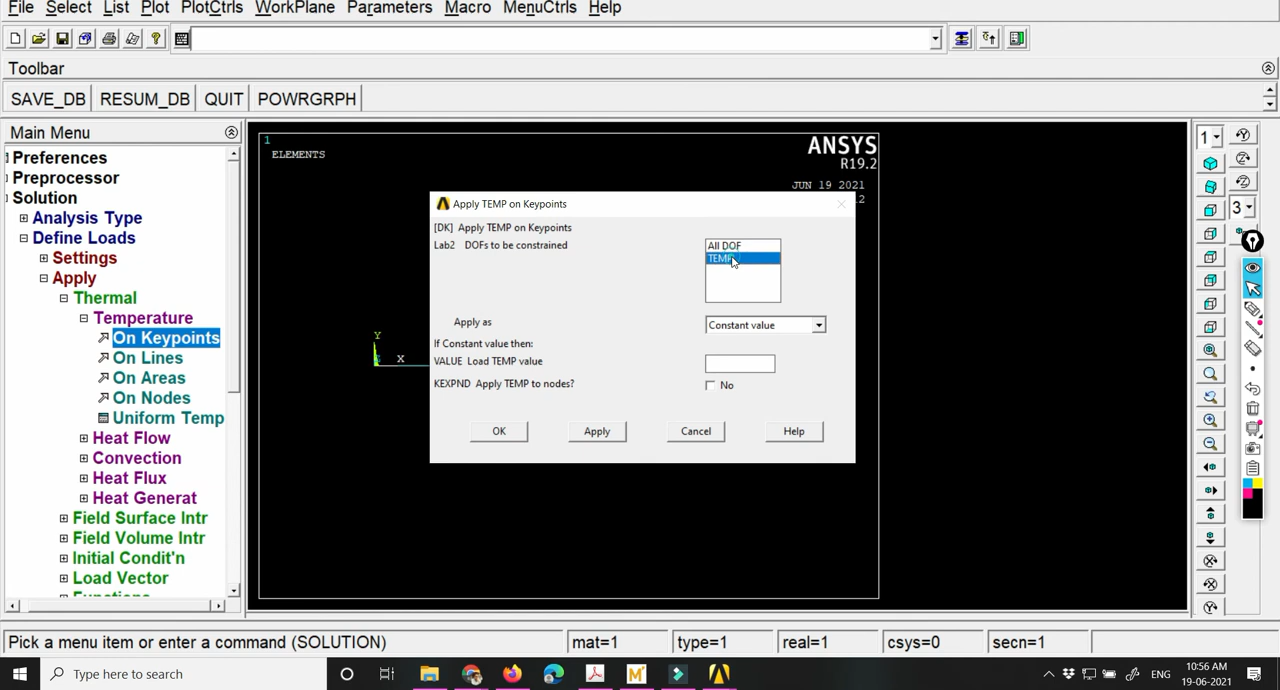 File Select List Plot PlotCtrls WorkPlane Parameters Macro MenuCtrls Help
Toolbar
SAVE_DB RESUM_DB QUIT POWRGRPH
Main Menu
Preferences
Preprocessor
Solution
Analysis Type
Define Loads
Settings
Apply
Thermal
Temperature
On Keypoints
On Lines
On Areas
On Nodes
Uniform Temp
Heat Flow
Convection
Heat Flux
Heat Generat
Field Surface Intr
Field Volume Intr
Initial Condit'n
Load Vector
1
ELEMENTS
ANSYS
R19.2
JUN 19 2021
Y
X
Apply TEMP on Keypoints
[DK] Apply TEMP on Keypoints
Lab2 DOFs to be constrained
All DOF
TEMP
Apply as
Constant value
If Constant value then:
VALUE Load TEMP value
KEXPND Apply TEMP to nodes?
No
OK Apply Cancel Help
1
3
Pick a menu item or enter a command (SOLUTION)
mat=1 type=1 real=1 csys=0 secn=1
Type here to search
ENG
10:56 AM
19-06-2021